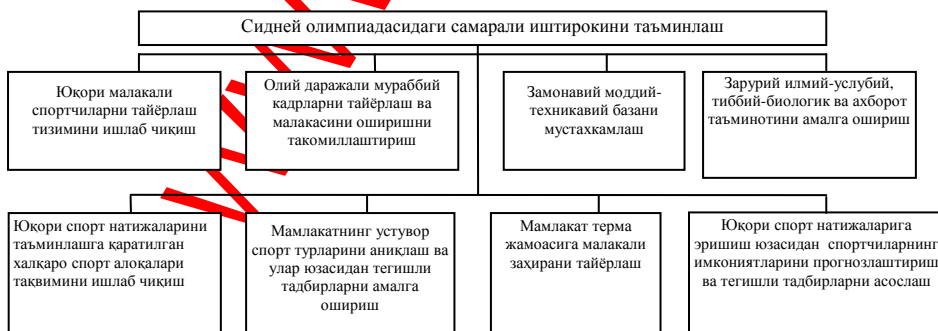 Сидней олимпиадасидаги самарали иштирокини таъминлаш
Юқори малакали
спортчиларни тайёрлаш
тизимини ишлаб чиқиш
Олий даражали мураббий
кадрларни тайёрлаш ва
малакасини оширишни
такомиллаштириш
Замонавий моддий-
техникавий базани
мустахкамлаш
Зарурий илмий-услубий,
тиббий-биологик ва ахборот
таъминотини амалга ошириш
Юқори спорт натижаларини
таъминлашга қаратилган
халқаро спорт алоқалари
тақвимини ишлаб чиқиш
Мамлакатнинг устувор
спорт турларини аниқлаш ва
улар юзасидан тегишли
тадбирларни амалга
ошириш
Мамлакат терма
жамоасига малакали
заҳирани тайёрлаш
Юқори спорт натижаларига
эришиш юзасидан спортчиларнинг
имкониятларини прогнозлаштириш
ва тегишли тадбирларни асослаш